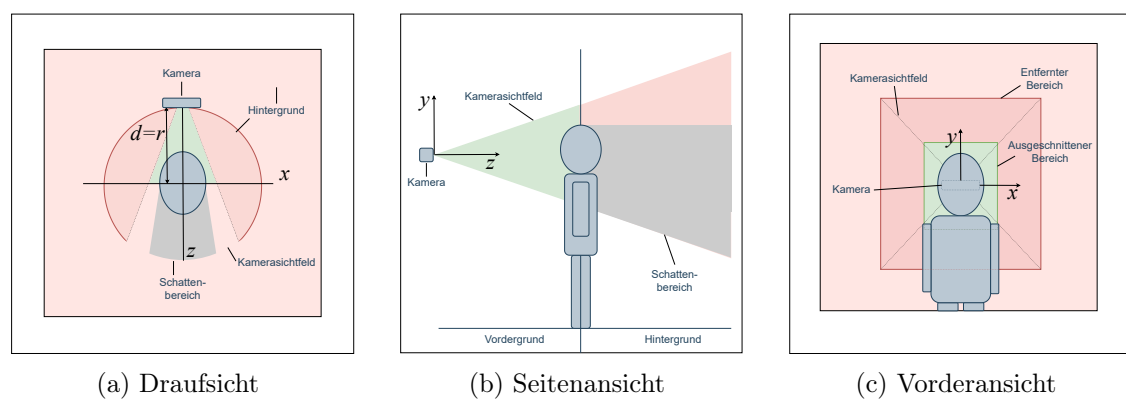 Kamera
Hintergrund
d=r
x
z
Kamerasichtfeld
Schatten-
bereich
(a) Draufsicht
y
Kamerasichtfeld
z
Kamera
Schatten-
bereich
Vordergrund
Hintergrund
(b) Seitenansicht
Kamerasichtfeld
Entfernter
Bereich
y
Ausgeschnittener
Bereich
Kamera
x
(c) Vorderansicht